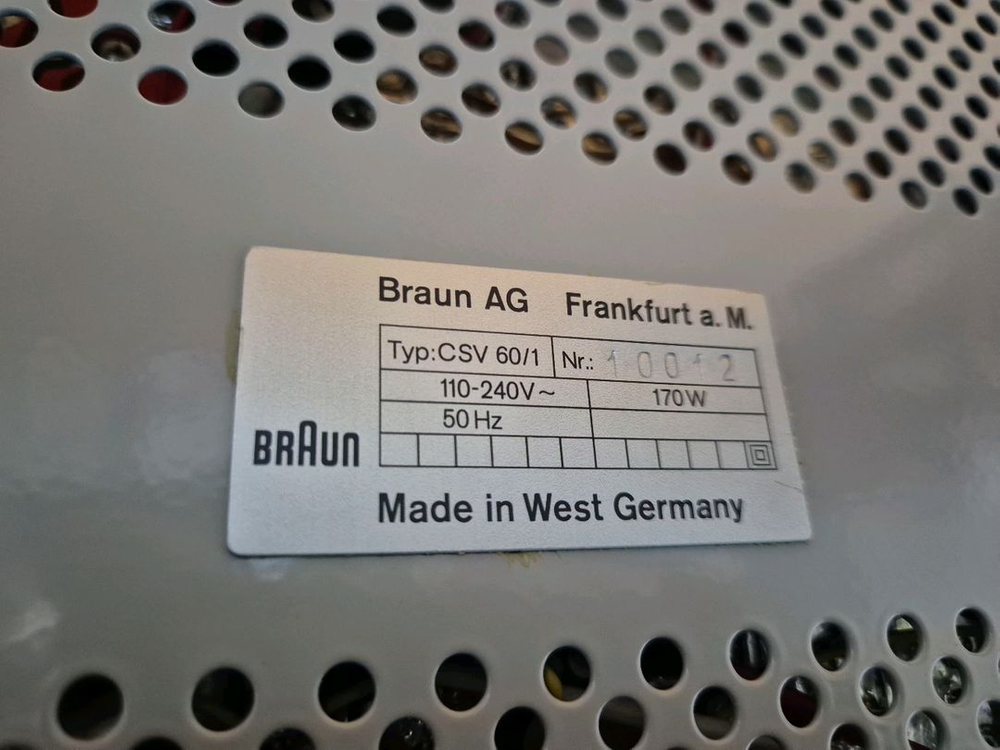 Braun AG Frankfurt a. M.
Typ: CSV 60/1 Nr.: 10012
110-240V~ 170W
50 Hz
BRAUN
Made in West Germany